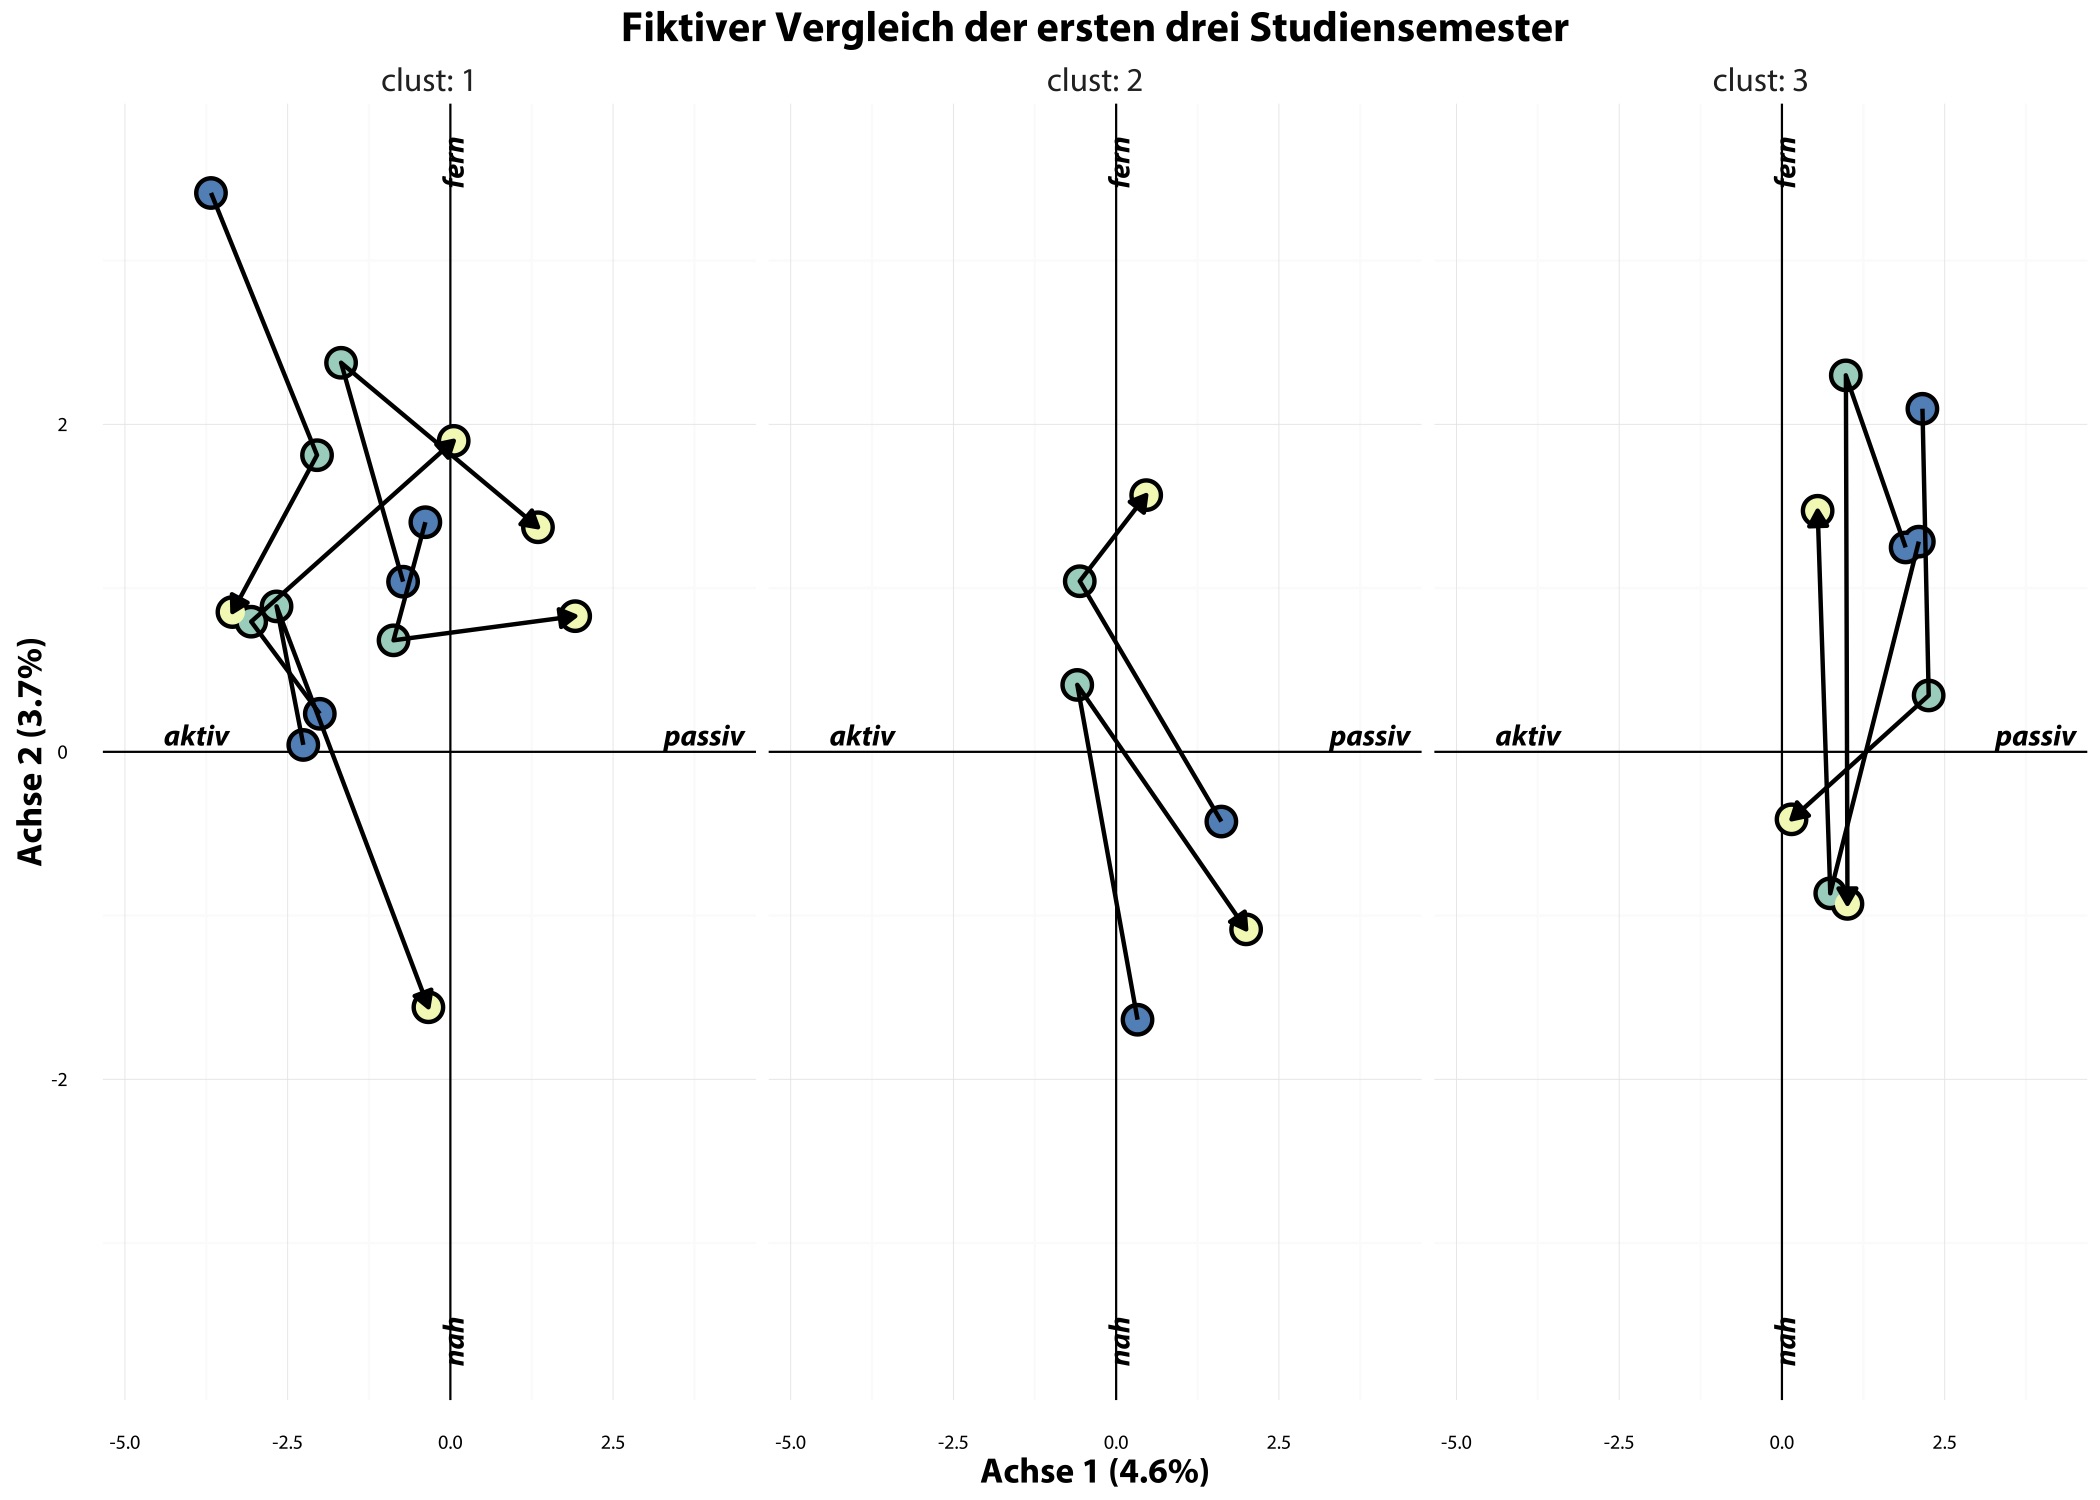 Fiktiver Vergleich der ersten drei Studiensemester
clust: 1
clust: 2
clust: 3
fern
fern
fern
2
aktiv
passiv
aktiv
passiv
aktiv
passiv
0
Achse 2 (3.7%)
-2
nah
nah
nah
-5.0
-2.5
0.0
2.5
-5.0
-2.5
0.0
2.5
-5.0
-2.5
0.0
2.5
Achse 1 (4.6%)